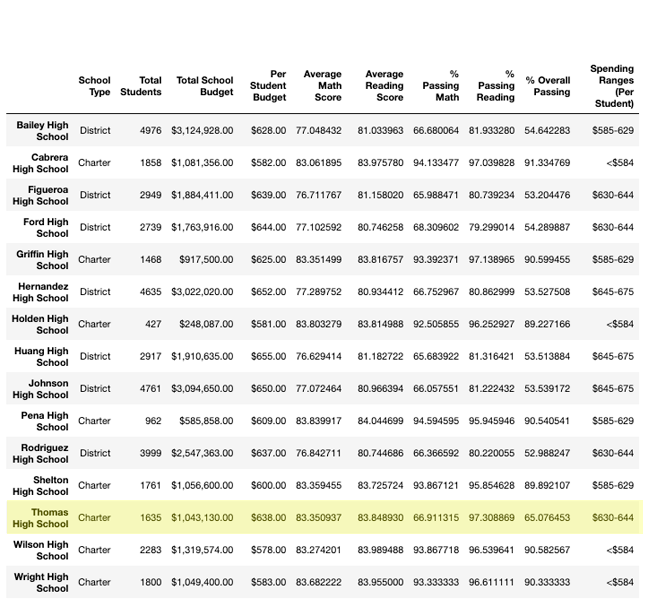 School Type Total Students Total School Budget Per Student Budget Average Math Score Average Reading Score % Passing Math % Passing Reading % Overall Passing Spending Ranges (Per Student)
Bailey High School District 4976 $3,124,928.00 $628.00 77.048432 81.033963 66.680064 81.933280 54.642283 $585-629
Cabrera High School Charter 1858 $1,081,356.00 $582.00 83.061895 83.975780 94.133477 97.039828 91.334769 <$584
Figueroa High School District 2949 $1,884,411.00 $639.00 76.711767 81.158020 65.988471 80.739234 53.204476 $630-644
Ford High School District 2739 $1,763,916.00 $644.00 77.102592 80.746258 68.309602 79.299014 54.289887 $630-644
Griffin High School Charter 1468 $917,500.00 $625.00 83.351499 83.816757 93.392371 97.138965 90.599455 $585-629
Hernandez High School District 4635 $3,022,020.00 $652.00 77.289752 80.934412 66.752967 80.862999 53.527508 $645-675
Holden High School Charter 427 $248,087.00 $581.00 83.803279 83.814988 92.505855 96.252927 89.227166 <$584
Huang High School District 2917 $1,910,635.00 $655.00 76.629414 81.182722 65.683922 81.316421 53.513884 $645-675
Johnson High School District 4761 $3,094,650.00 $650.00 77.072464 80.966394 66.057551 81.222432 53.539172 $645-675
Pena High School Charter 962 $585,858.00 $609.00 83.839917 84.044699 94.594595 95.945946 90.540541 $585-629
Rodriguez High School District 3999 $2,547,363.00 $637.00 76.842711 80.744686 66.366592 80.220055 52.988247 $630-644
Shelton High School Charter 1761 $1,056,600.00 $600.00 83.359455 83.725724 93.867121 95.854628 89.892107 $585-629
Thomas High School Charter 1635 $1,043,130.00 $638.00 83.350937 83.848930 66.911315 97.308869 65.076453 $630-644
Wilson High School Charter 2283 $1,319,574.00 $578.00 83.274201 83.989488 93.867718 96.539641 90.582567 <$584
Wright High School Charter 1800 $1,049,400.00 $583.00 83.682222 83.955000 93.333333 96.611111 90.333333 <$584